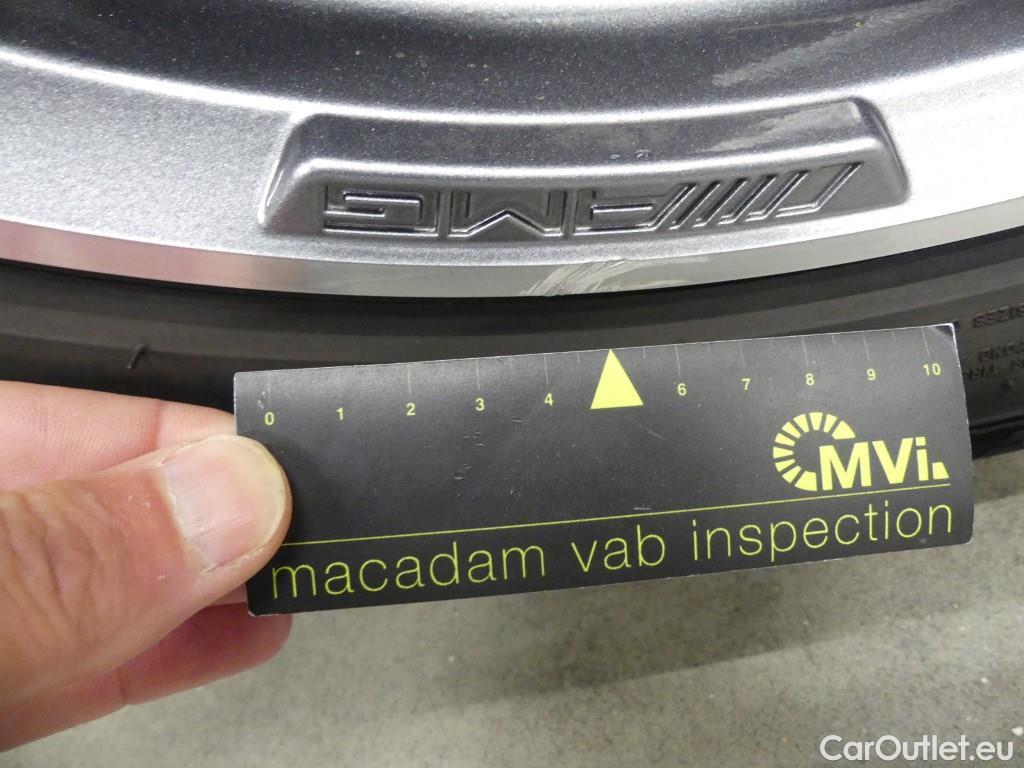 AMG
0 1 2 3 4 6 7 8 9 10
MVi.
macadam vab inspection
CarOutlet.eu